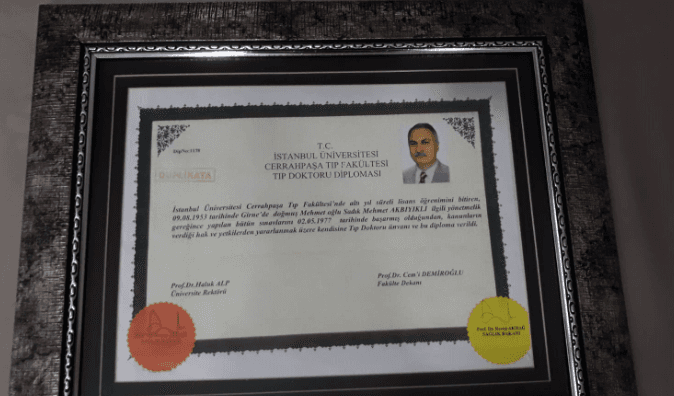 T.C.
İSTANBUL ÜNİVERSİTESİ
CERRAHPAŞA TIP FAKÜLTESİ
TIP DOKTORU DİPLOMASI
İstanbul Üniversitesi Cerrahpaşa Tıp Fakültesi'nde altı yıl süreli lisans öğrenimini bitiren,
09.08.1953 tarihinde Girne'de doğmuş Mehmet oğlu Sadık Mehmet AKBIYIKLI ilgili yönetmelik
gereğince yapılan bütün sınavlarını 02.05.1977 tarihinde başarmış olduğundan, kanunların
verdiği hak ve yetkilerden yararlanmak üzere kendisine Tıp Doktoru ünvanı ve bu diploma verildi.
Prof.Dr.Haluk ALP
Üniversite Rektörü
Prof.Dr. Cem'i DEMİROĞLU
Fakülte Dekanı
Prof. Dr.